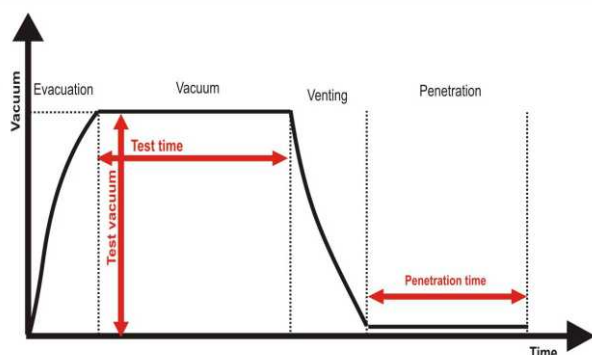 Evacuation
Vacuum
Venting
Penetration
Vacuum
Test time
Test vacuum
Penetration time
Time